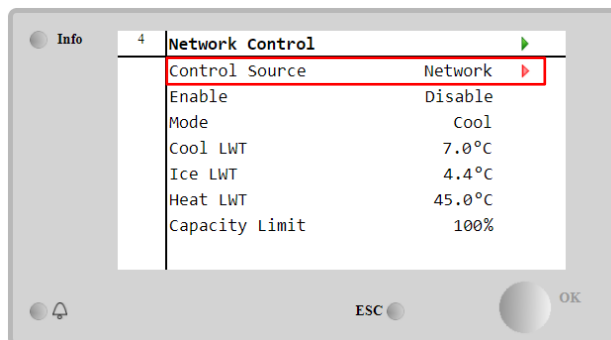 Info
4 Network Control
Control Source Network
Enable Disable
Mode Cool
Cool LWT 7.0°C
Ice LWT 4.4°C
Heat LWT 45.0°C
Capacity Limit 100%
ESC OK